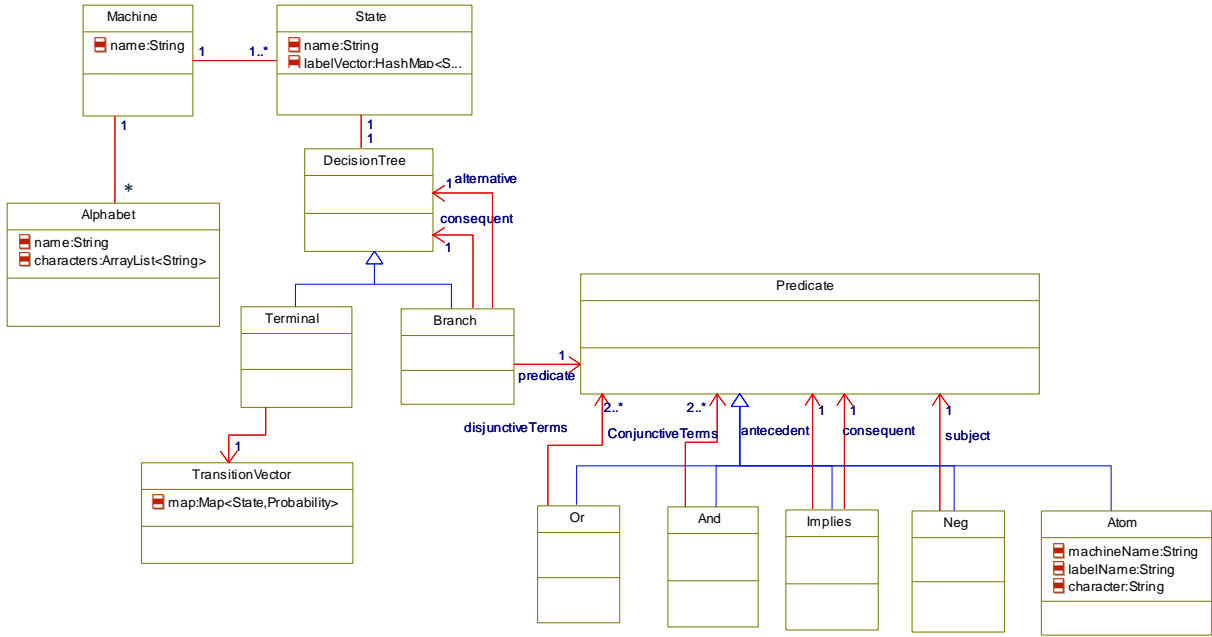 Machine
name:String
1
1..*
State
name:String
labelVector:HashMap<S...
1
*
Alphabet
name:String
characters:ArrayList<String>
1
1
DecisionTree
1
alternative
consequent
1
Terminal
Branch
1
predicate
Predicate
1
TransitionVector
map:Map<State,Probability>
disjunctiveTerms
2..*
ConjunctiveTerms
2..*
antecedent
1
consequent
1
subject
1
Or
And
Implies
Neg
Atom
machineName:String
labelName:String
character:String